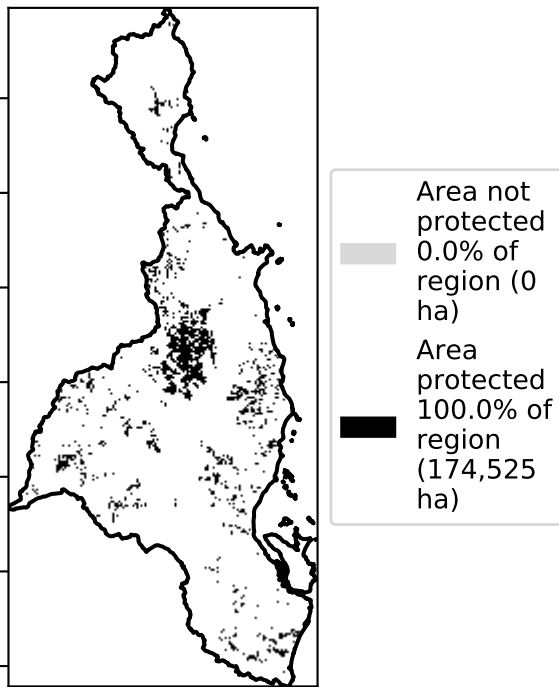 Area not
protected
0.0% of
region (0
ha)
Area
protected
100.0% of
region
(174,525
ha)